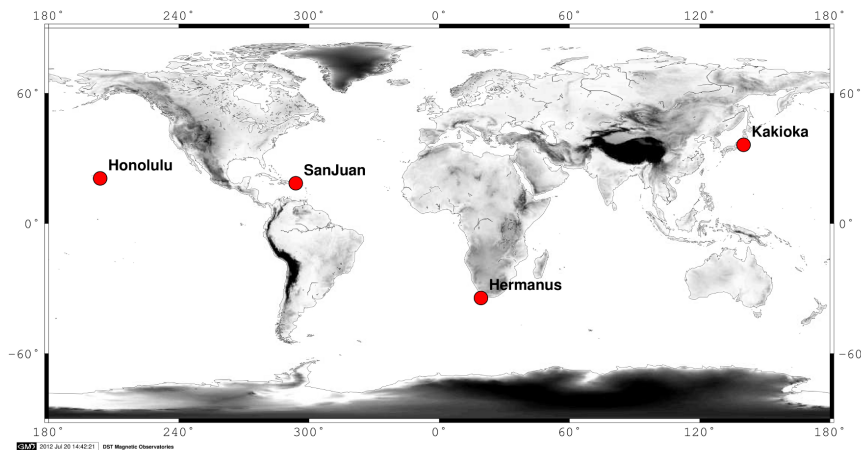 180° 240° 300° 0° 60° 120° 180°
60° 60°
Kakioka
Honolulu
SanJuan
0° 0°
Hermanus
−60° −60°
180° 240° 300° 0° 60° 120° 180°
GMT 2012 Jul 20 14:42:21 DST Magnetic Observatories